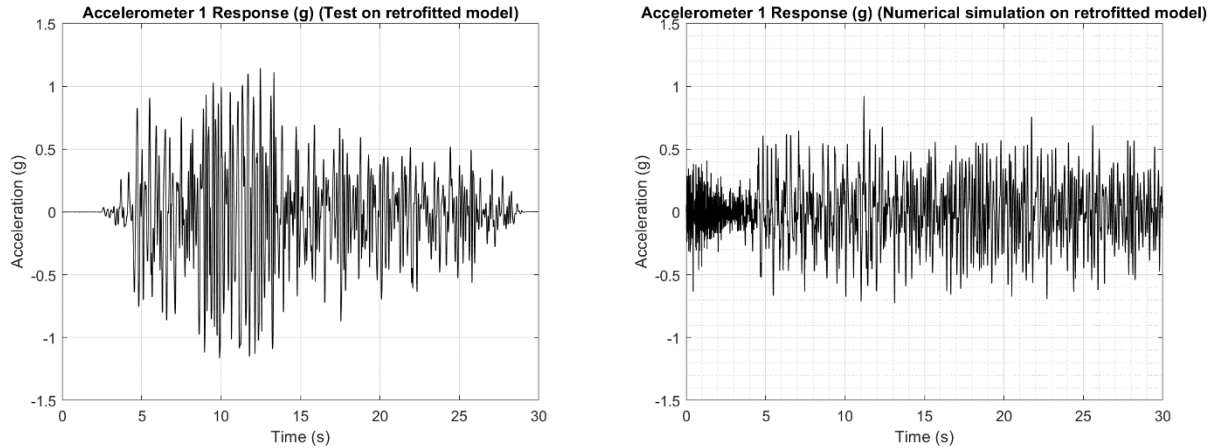 Accelerometer 1 Response (g) (Test on retrofitted model)
1.5
1
0.5
0
-0.5
-1
-1.5
Acceleration (g)
0 5 10 15 20 25 30
Time (s)
Accelerometer 1 Response (g) (Numerical simulation on retrofitted model)
1.5
1
0.5
0
-0.5
-1
-1.5
Acceleration (g)
0 5 10 15 20 25 30
Time (s)